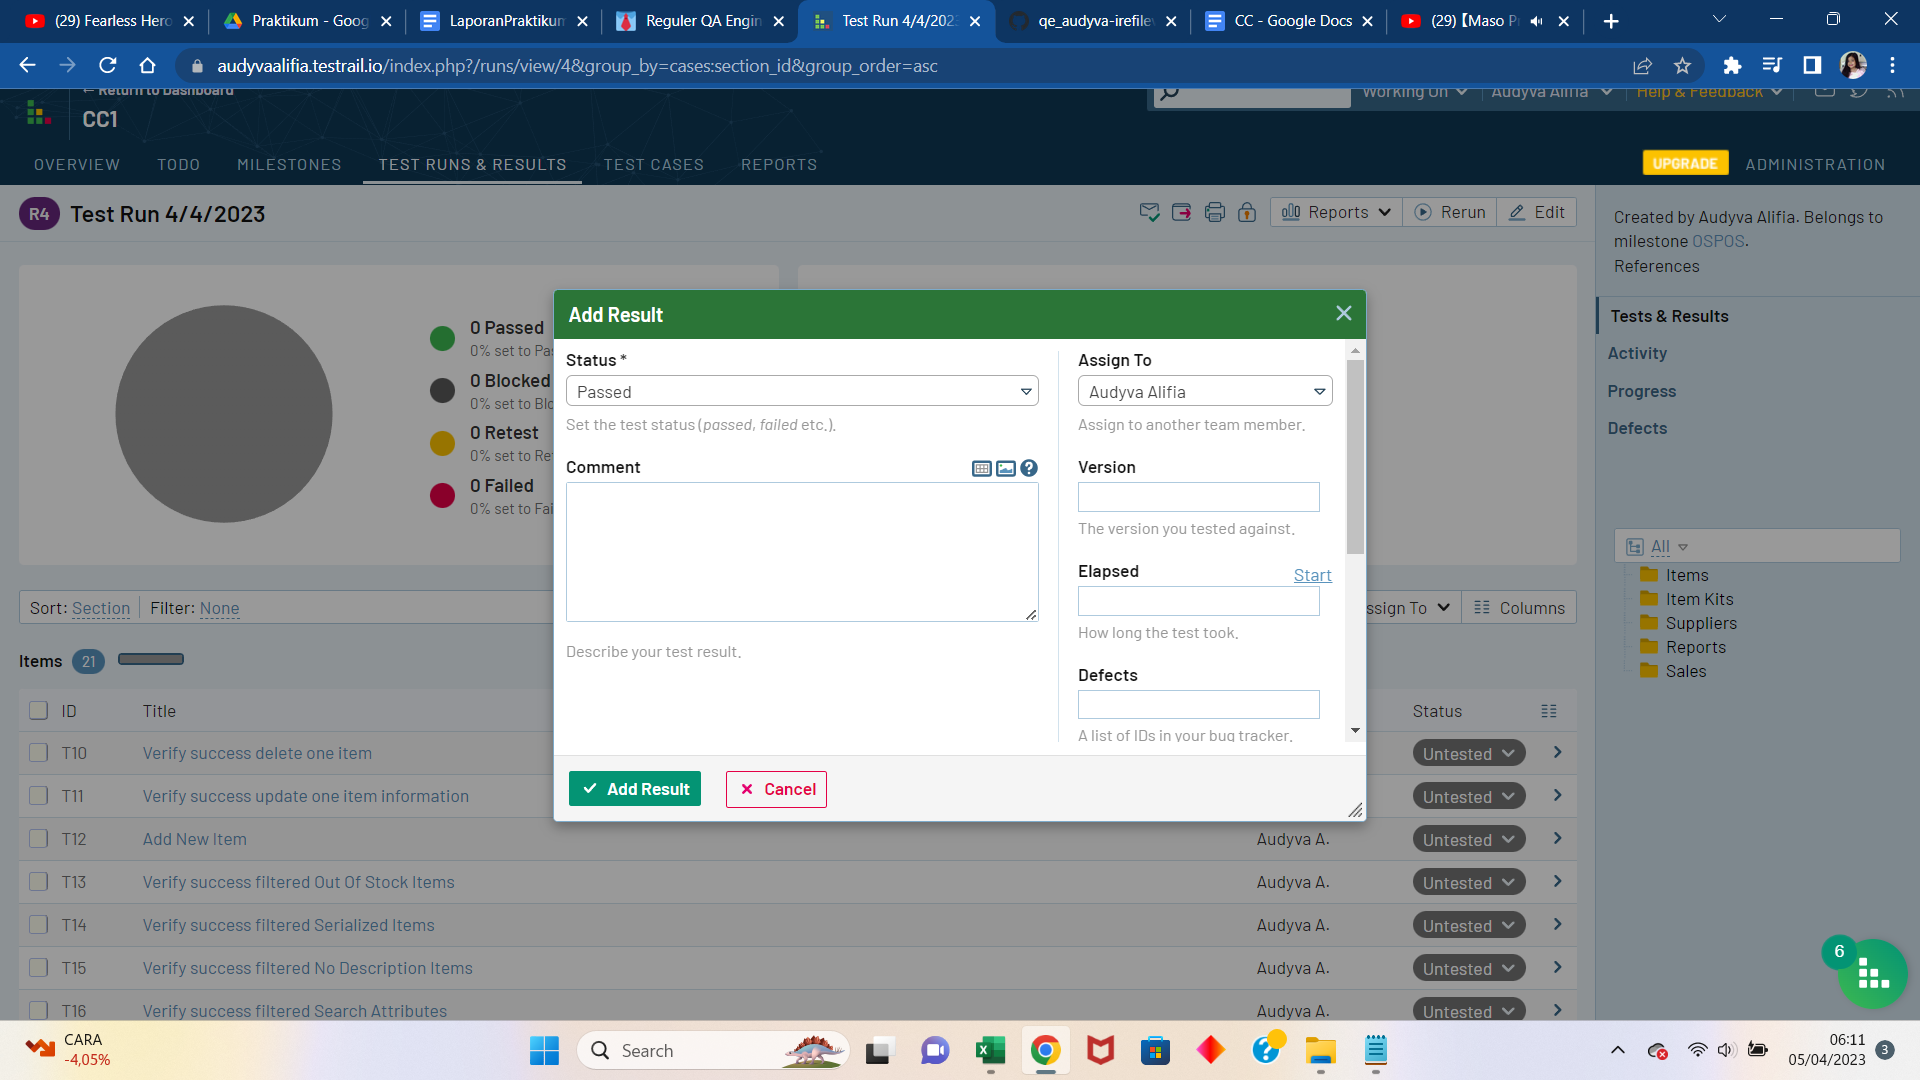 (29) Fearless Hero
Praktikum - Goog
LaporanPraktikum
Reguler QA Engin
Test Run 4/4/202
qe_audyva-irefile
CC - Google Docs
(29)【Maso P
audyvaalifia.testrail.io/index.php?/runs/view/4&group_by=cases:section_id&group_order=asc
← Return to Dashboard
CC1
Working On
Audyva Alifia
Help & Feedback
OVERVIEW
TODO
MILESTONES
TEST RUNS & RESULTS
TEST CASES
REPORTS
UPGRADE
ADMINISTRATION
R4
Test Run 4/4/2023
Reports
Rerun
Edit
Created by Audyva Alifia. Belongs to
milestone OSPOS.
References
Tests & Results
Activity
Progress
Defects
0 Passed
0% set to Pas
0 Blocked
0% set to Blo
0 Retest
0% set to Re
0 Failed
0% set to Fai
Add Result
Status *
Passed
Set the test status (passed, failed etc.).
Comment
Describe your test result.
Assign To
Audyva Alifia
Assign to another team member.
Version
The version you tested against.
Elapsed
Start
How long the test took.
Defects
A list of IDs in your bug tracker.
Add Result
Cancel
All
Items
Item Kits
Suppliers
Reports
Sales
Sort: Section
Filter: None
ssign To
Columns
Items 21
ID
Title
Status
T10
Verify success delete one item
Untested
T11
Verify success update one item information
Untested
T12
Add New Item
Audyva A.
Untested
T13
Verify success filtered Out Of Stock Items
Audyva A.
Untested
T14
Verify success filtered Serialized Items
Audyva A.
Untested
T15
Verify success filtered No Description Items
Audyva A.
Untested
T16
Verify success filtered Search Attributes
Audyva A.
Untested
6
CARA
-4,05%
Search
06:11
05/04/2023
3